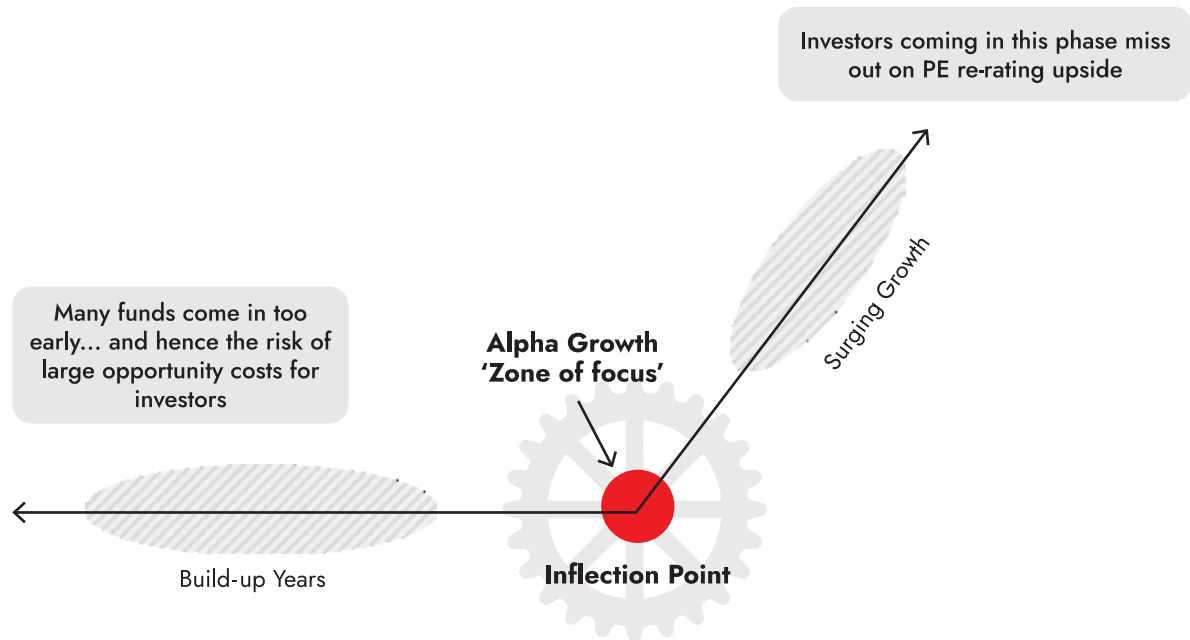 Investors coming in this phase miss
out on PE re-rating upside
Surging Growth
Many funds come in too
early... and hence the risk of
large opportunity costs for
investors
Alpha Growth
‘Zone of focus’
Build-up Years
Inflection Point